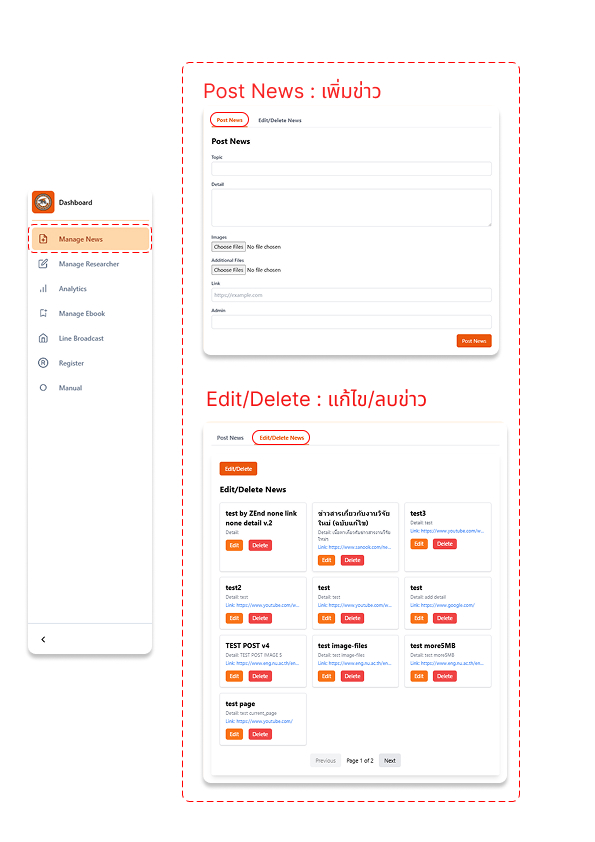 Post News : เพิ่มข่าว
Post News
Edit/Delete News
Post News
Topic
Detail
Images
Choose Files No file chosen
Additional Files
Choose Files No file chosen
Link
https://example.com
Admin
Post News
Dashboard
Manage News
Manage Researcher
Analytics
Manage Ebook
Line Broadcast
Register
Manual
Edit/Delete : แก้ไข/ลบข่าว
Post News
Edit/Delete News
Edit/Delete
Edit/Delete News
test by ZEnd none link
none detail v.2
Detail:
Edit Delete
ข่าวสารเกี่ยวกับงานวิจัย
ใหม่ (ฉบับแก้ไข)
Detail: เนื้อหาเกี่ยวกับข่าวสารงานวิจัย
ใหม่ๆ
Link: https://www.sanook.com/ne...
Edit Delete
test3
Detail: test
Link: https://www.youtube.com/w...
Edit Delete
test2
Detail: test
Link: https://www.youtube.com/w...
Edit Delete
test
Detail: test
Link: https://www.youtube.com/w...
Edit Delete
test
Detail: add detail
Link: https://www.google.com/
Edit Delete
TEST POST v4
Detail: TEST POST IMAGE 5
Link: https://www.eng.nu.ac.th/en...
Edit Delete
test image-files
Detail: test image-files
Link: https://www.eng.nu.ac.th/en...
Edit Delete
test more5MB
Detail: test more5MB
Link: https://www.eng.nu.ac.th/en...
Edit Delete
test page
Detail: test current_page
Link: https://www.youtube.com/
Edit Delete
Previous Page 1 of 2 Next